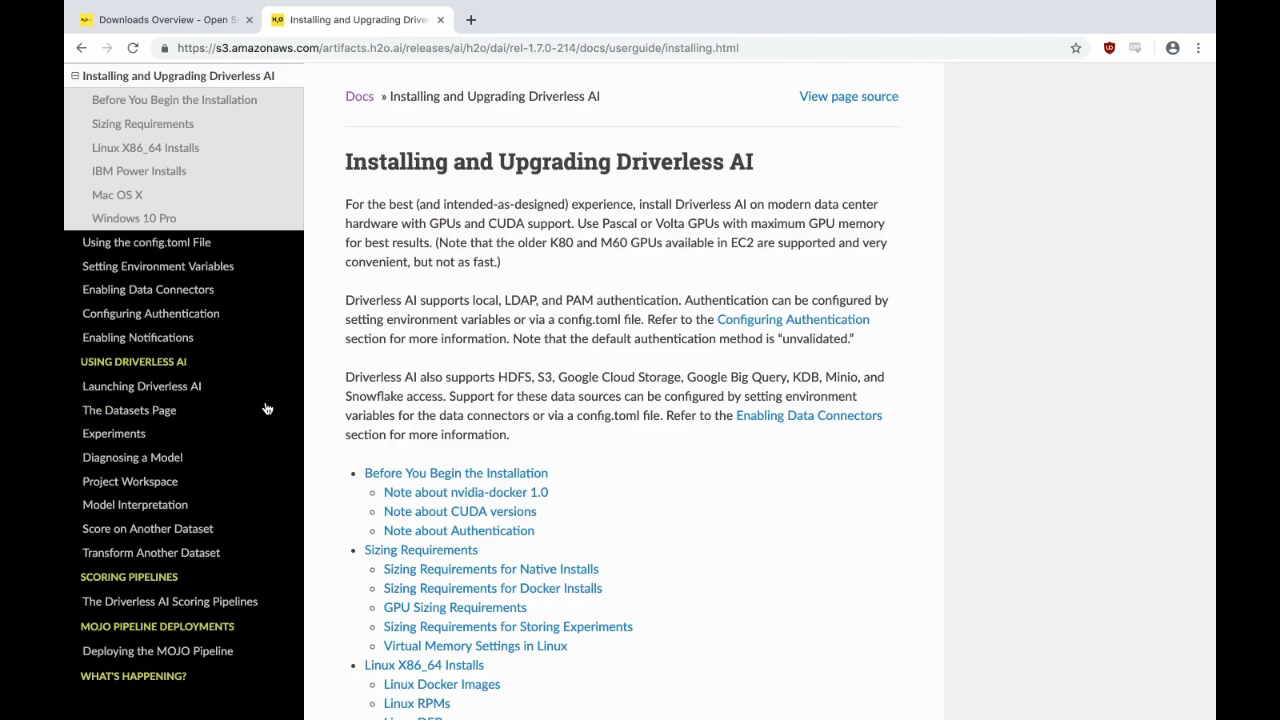 Downloads Overview - Open S
Installing and Upgrading Drive
https://s3.amazonaws.com/artifacts.h2o.ai/releases/ai/h2o/dai/rel-1.7.0-214/docs/userguide/installing.html
Installing and Upgrading Driverless AI
Before You Begin the Installation
Sizing Requirements
Linux X86_64 Installs
IBM Power Installs
Mac OS X
Windows 10 Pro
Using the config.toml File
Setting Environment Variables
Enabling Data Connectors
Configuring Authentication
Enabling Notifications
USING DRIVERLESS AI
Launching Driverless AI
The Datasets Page
Experiments
Diagnosing a Model
Project Workspace
Model Interpretation
Score on Another Dataset
Transform Another Dataset
SCORING PIPELINES
The Driverless AI Scoring Pipelines
MOJO PIPELINE DEPLOYMENTS
Deploying the MOJO Pipeline
WHAT'S HAPPENING?
Docs » Installing and Upgrading Driverless AI
View page source
Installing and Upgrading Driverless AI
For the best (and intended-as-designed) experience, install Driverless AI on modern data center
hardware with GPUs and CUDA support. Use Pascal or Volta GPUs with maximum GPU memory
for best results. (Note that the older K80 and M60 GPUs available in EC2 are supported and very
convenient, but not as fast.)
Driverless AI supports local, LDAP, and PAM authentication. Authentication can be configured by
setting environment variables or via a config.toml file. Refer to the Configuring Authentication
section for more information. Note that the default authentication method is “unvalidated.”
Driverless AI also supports HDFS, S3, Google Cloud Storage, Google Big Query, KDB, Minio, and
Snowflake access. Support for these data sources can be configured by setting environment
variables for the data connectors or via a config.toml file. Refer to the Enabling Data Connectors
section for more information.
• Before You Begin the Installation
◦ Note about nvidia-docker 1.0
◦ Note about CUDA versions
◦ Note about Authentication
• Sizing Requirements
◦ Sizing Requirements for Native Installs
◦ Sizing Requirements for Docker Installs
◦ GPU Sizing Requirements
◦ Sizing Requirements for Storing Experiments
◦ Virtual Memory Settings in Linux
• Linux X86_64 Installs
◦ Linux Docker Images
◦ Linux RPMs